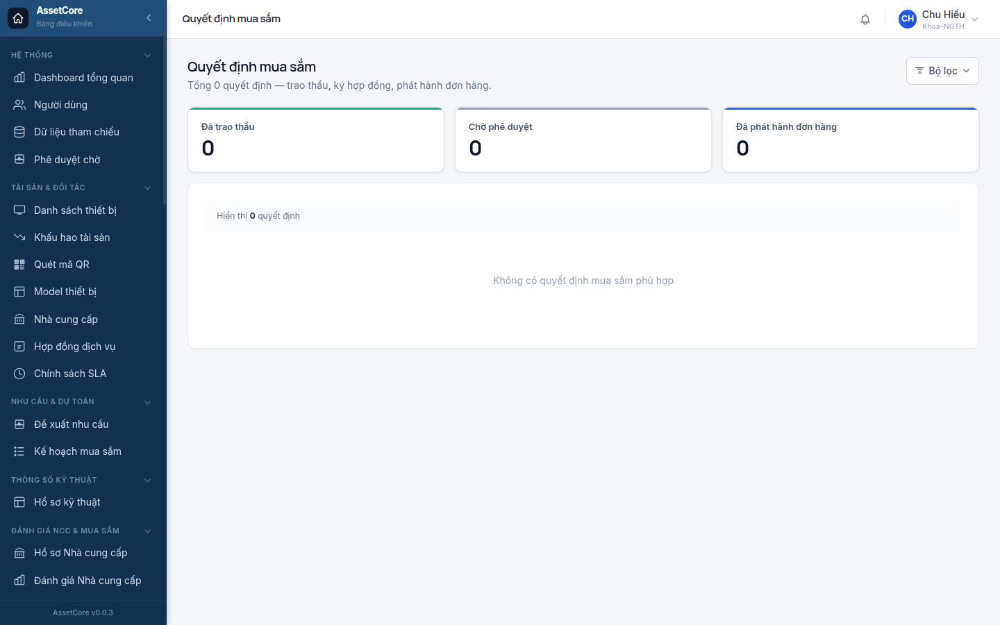 AssetCore
Bảng điều khiển
Quyết định mua sắm
CH
Chu Hiếu
Khoa-NGTH
HỆ THỐNG
Dashboard tổng quan
Người dùng
Dữ liệu tham chiếu
Phê duyệt chờ
TÀI SẢN & ĐỐI TÁC
Danh sách thiết bị
Khấu hao tài sản
Quét mã QR
Model thiết bị
Nhà cung cấp
Hợp đồng dịch vụ
Chính sách SLA
NHU CẦU & DỰ TOÁN
Đề xuất nhu cầu
Kế hoạch mua sắm
THÔNG SỐ KỸ THUẬT
Hồ sơ kỹ thuật
ĐÁNH GIÁ NCC & MUA SẮM
Hồ sơ Nhà cung cấp
Đánh giá Nhà cung cấp
AssetCore v0.0.3
Quyết định mua sắm
Tổng 0 quyết định — trao thầu, ký hợp đồng, phát hành đơn hàng.
Bộ lọc
Đã trao thầu
0
Chờ phê duyệt
0
Đã phát hành đơn hàng
0
Hiển thị 0 quyết định
Không có quyết định mua sắm phù hợp